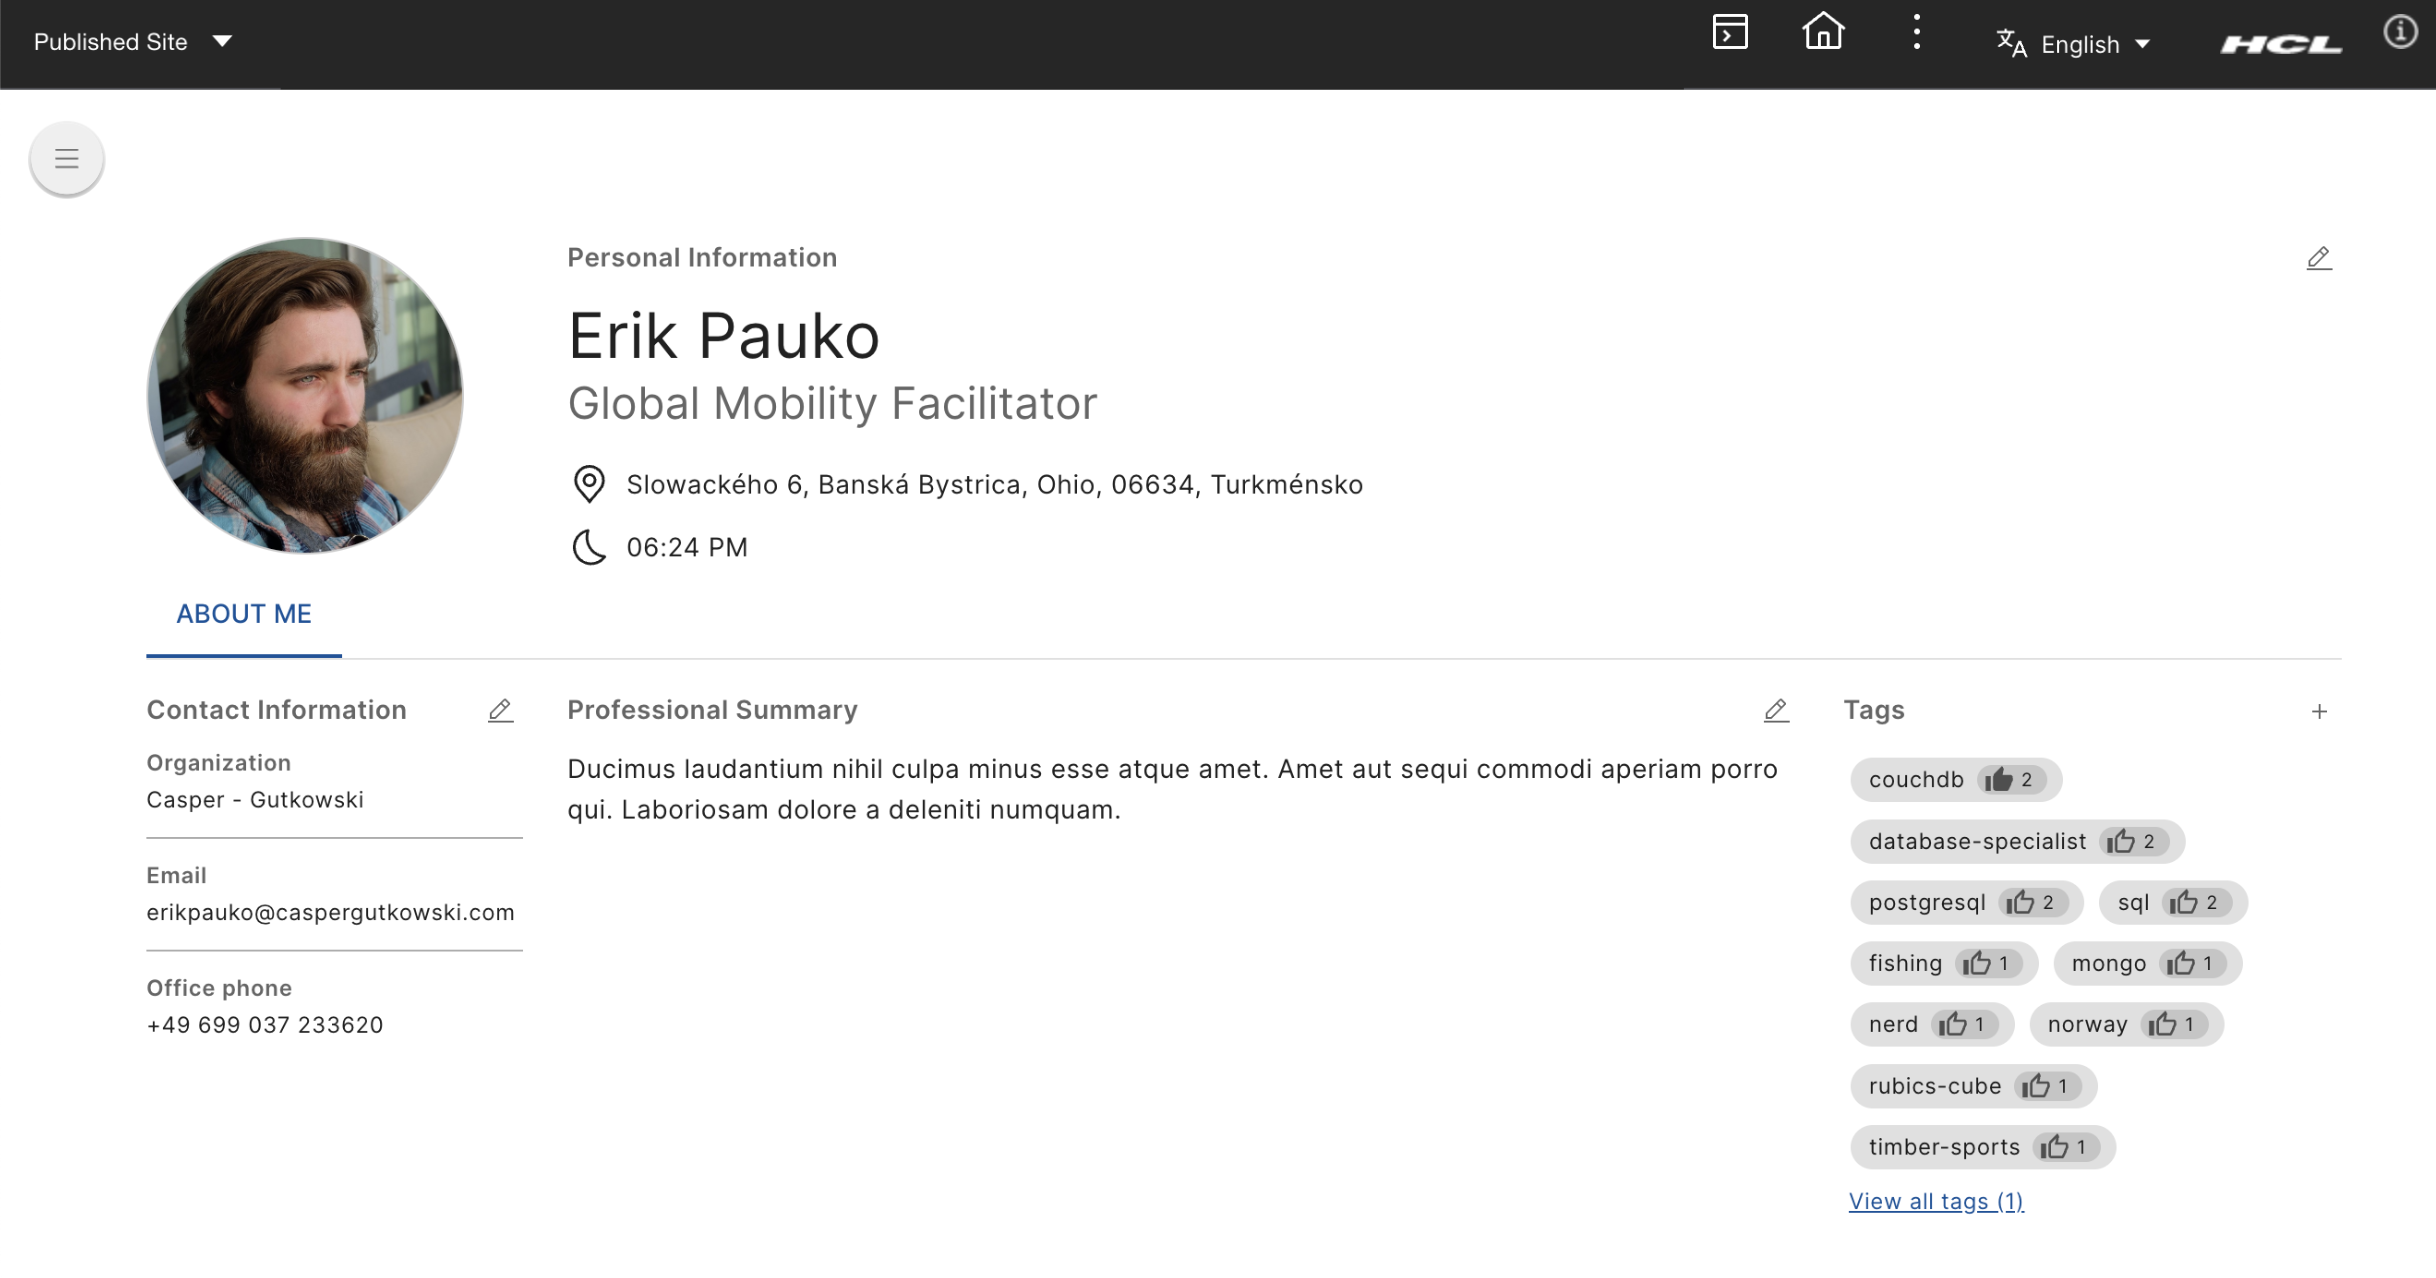 Published Site
English
HCL
Personal Information
Erik Pauko
Global Mobility Facilitator
Slowackého 6, Banská Bystrica, Ohio, 06634, Turkménsko
06:24 PM
ABOUT ME
Contact Information
Organization
Casper - Gutkowski
Email
erikpauko@caspergutkowski.com
Office phone
+49 699 037 233620
Professional Summary
Ducimus laudantium nihil culpa minus esse atque amet. Amet aut sequi commodi aperiam porro
qui. Laboriosam dolore a deleniti numquam.
Tags
couchdb 2
database-specialist 2
postgresql 2 sql 2
fishing 1 mongo 1
nerd 1 norway 1
rubics-cube 1
timber-sports 1
View all tags (1)